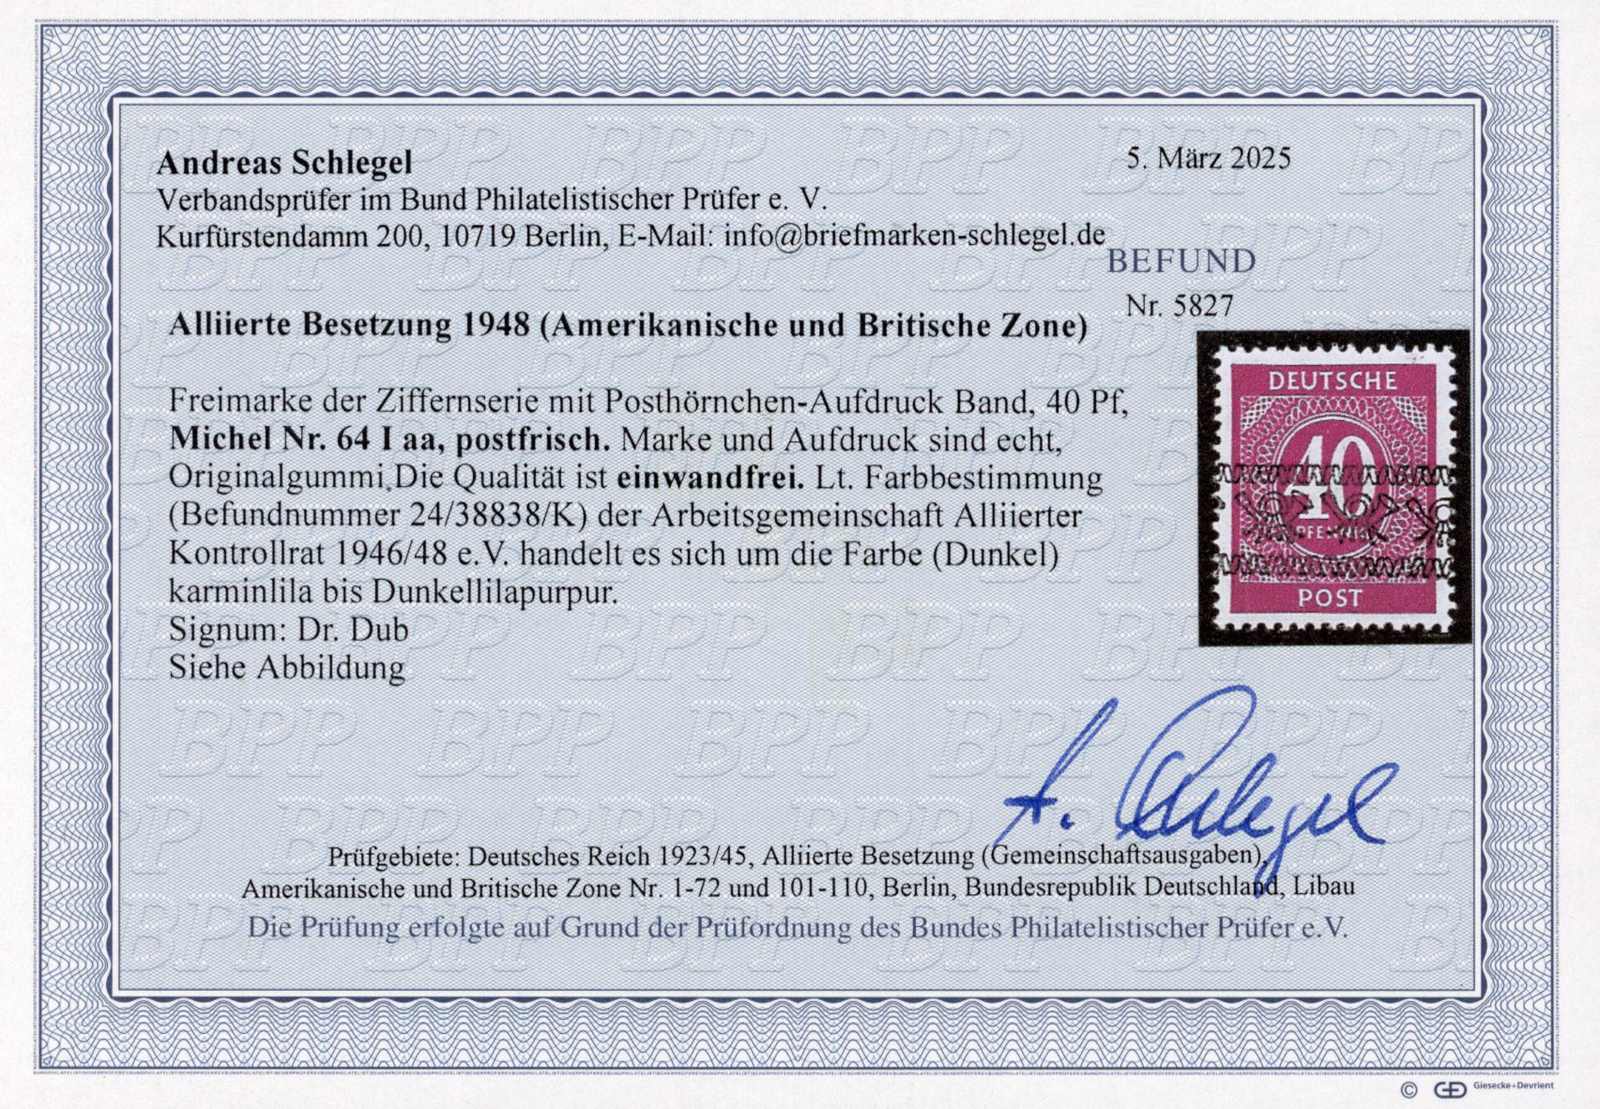 Andreas Schlegel
5. März 2025
Verbandsprüfer im Bund Philatelistischer Prüfer e. V.
Kurfürstendamm 200, 10719 Berlin, E-Mail: info@briefmarken-schlegel.de
BEFUND
Nr. 5827
Alliierte Besetzung 1948 (Amerikanische und Britische Zone)
Freimarke der Ziffernserie mit Posthörnchen-Aufdruck Band, 40 Pf,
Michel Nr. 64 I aa, postfrisch. Marke und Aufdruck sind echt,
Originalgummi.Die Qualität ist einwandfrei. Lt. Farbbestimmung
(Befundnummer 24/38838/K) der Arbeitsgemeinschaft Alliierter
Kontrollrat 1946/48 e.V. handelt es sich um die Farbe (Dunkel)
karminlila bis Dunkellilapurpur.
Signum: Dr. Dub
Siehe Abbildung
DEUTSCHE
40
PFENNIG
POST
A. Schlegel
Prüfgebiete: Deutsches Reich 1923/45, Alliierte Besetzung (Gemeinschaftsausgaben),
Amerikanische und Britische Zone Nr. 1-72 und 101-110, Berlin, Bundesrepublik Deutschland, Libau
Die Prüfung erfolgte auf Grund der Prüfordnung des Bundes Philatelistischer Prüfer e.V.
© Giesecke+Devrient